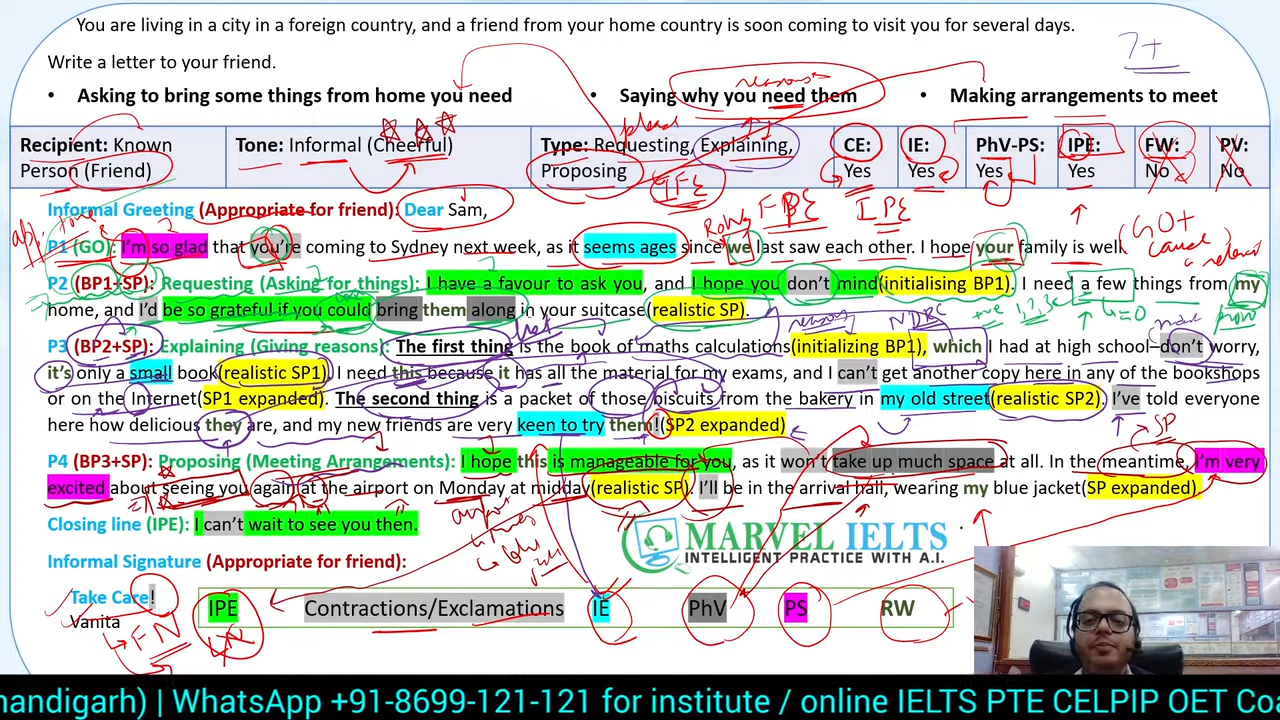 You are living in a city in a foreign country, and a friend from your home country is soon coming to visit you for several days.
7+
Write a letter to your friend.
reasons
• Asking to bring some things from home you need • Saying why you need them • Making arrangements to meet
Recipient: Known Tone: Informal (Cheerful) Type: Requesting, Explaining, CE: IE: PhV-PS: IPE: FW: PV:
Person (Friend) Proposing Yes Yes Yes Yes No No
IFE
Informal Greeting (Appropriate for friend): Dear Sam,
FBE IPE
P1 (GO): I'm so glad that you're coming to Sydney next week, as it seems ages since we last saw each other. I hope your family is well.
P2 (BP1+SP): Requesting (Asking for things): I have a favour to ask you, and I hope you don't mind(initialising BP1). I need a few things from my
home, and I'd be so grateful if you could bring them along in your suitcase(realistic SP).
P3 (BP2+SP): Explaining (Giving reasons): The first thing is the book of maths calculations(initializing BP1), which I had at high school–don't worry,
it's only a small book(realistic SP1). I need this because it has all the material for my exams, and I can't get another copy here in any of the bookshops
or on the Internet(SP1 expanded). The second thing is a packet of those biscuits from the bakery in my old street(realistic SP2). I've told everyone
here how delicious they are, and my new friends are very keen to try them!(SP2 expanded)
SP
P4 (BP3+SP): Proposing (Meeting Arrangements): I hope this is manageable for you, as it won't take up much space at all. In the meantime, I'm very
excited about seeing you again at the airport on Monday at midday(realistic SP). I'll be in the arrival hall, wearing my blue jacket(SP expanded).
Closing line (IPE): I can't wait to see you then.
MARVEL IELTS
INTELLIGENT PRACTICE WITH A.I.
Informal Signature (Appropriate for friend):
Take Care!
Vanita
IPE Contractions/Exclamations IE PhV PS RW
FN
LN
handigarh) | WhatsApp +91-8699-121-121 for institute / online IELTS PTE CELPIP OET Coa